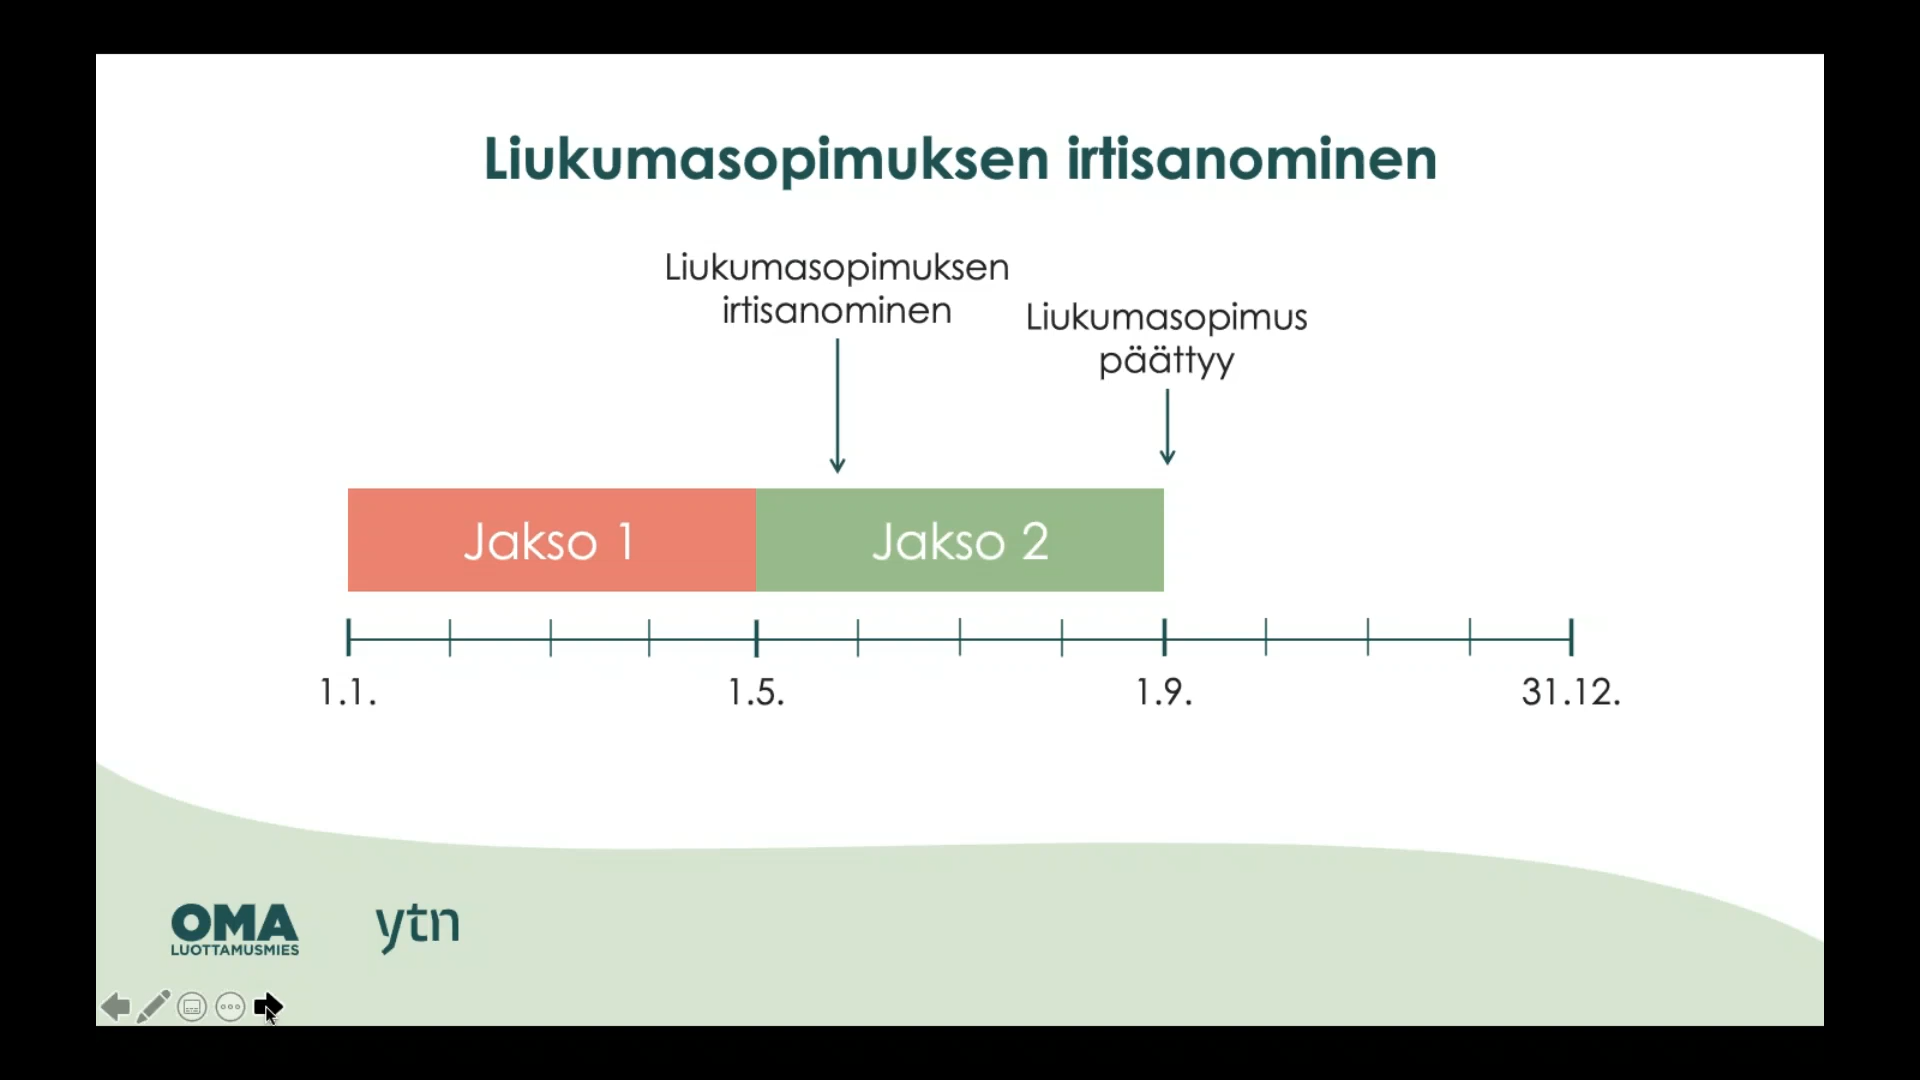 Liukumasopimuksen irtisanominen
Liukumasopimuksen
irtisanominen
Liukumasopimus
päättyy
Jakso 1
Jakso 2
1.1.
1.5.
1.9.
31.12.
OMA
LUOTTAMUSMIES
ytn